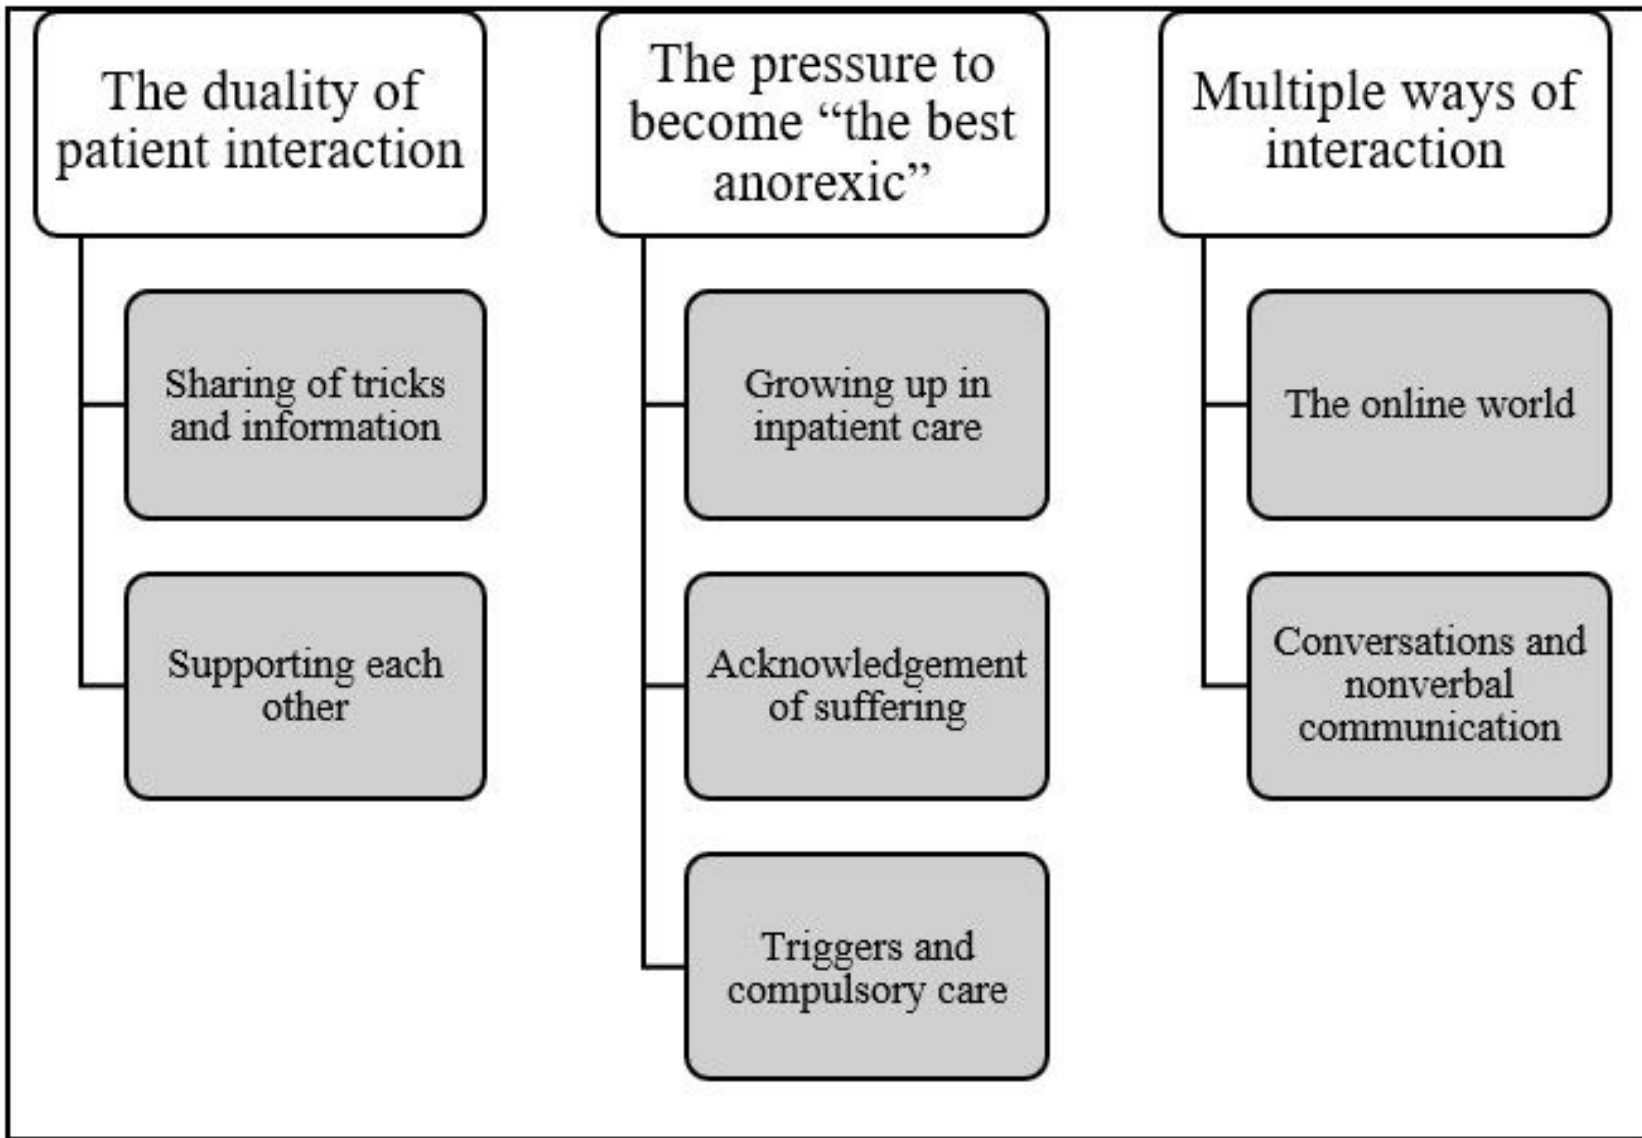 The duality of
patient interaction
Sharing of tricks
and information
Supporting each
other
The pressure to
become “the best
anorexic”
Growing up in
inpatient care
Acknowledgement
of suffering
Triggers and
compulsory care
Multiple ways of
interaction
The online world
Conversations and
nonverbal
communication